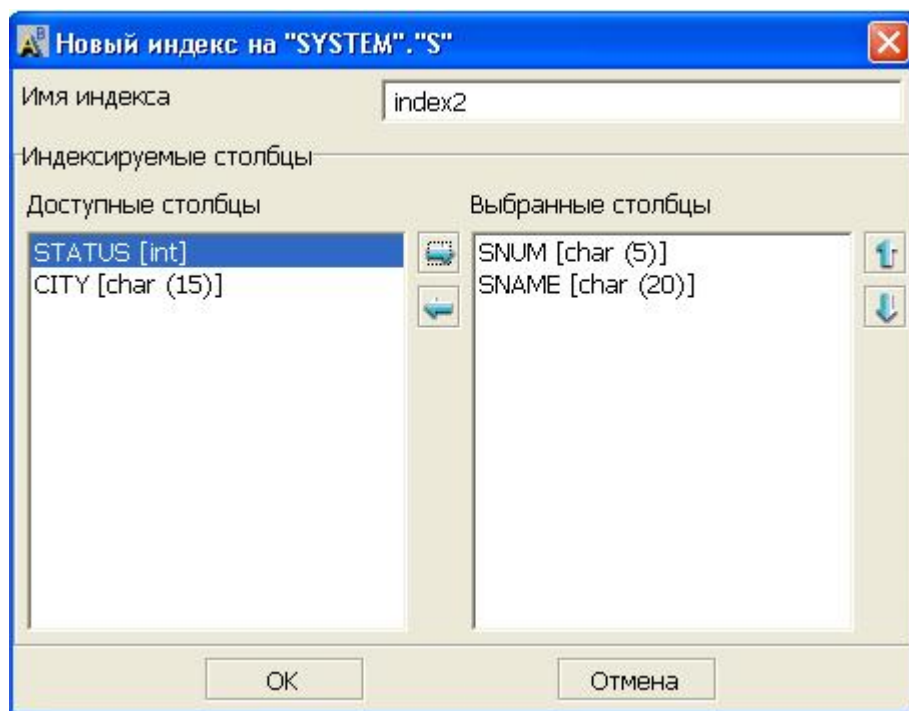 Новый индекс на "SYSTEM"."S"
Имя индекса index2
Индексируемые столбцы
Доступные столбцы
STATUS [int]
CITY [char (15)]
Выбранные столбцы
SNUM [char (5)]
SNAME [char (20)]
OK Отмена